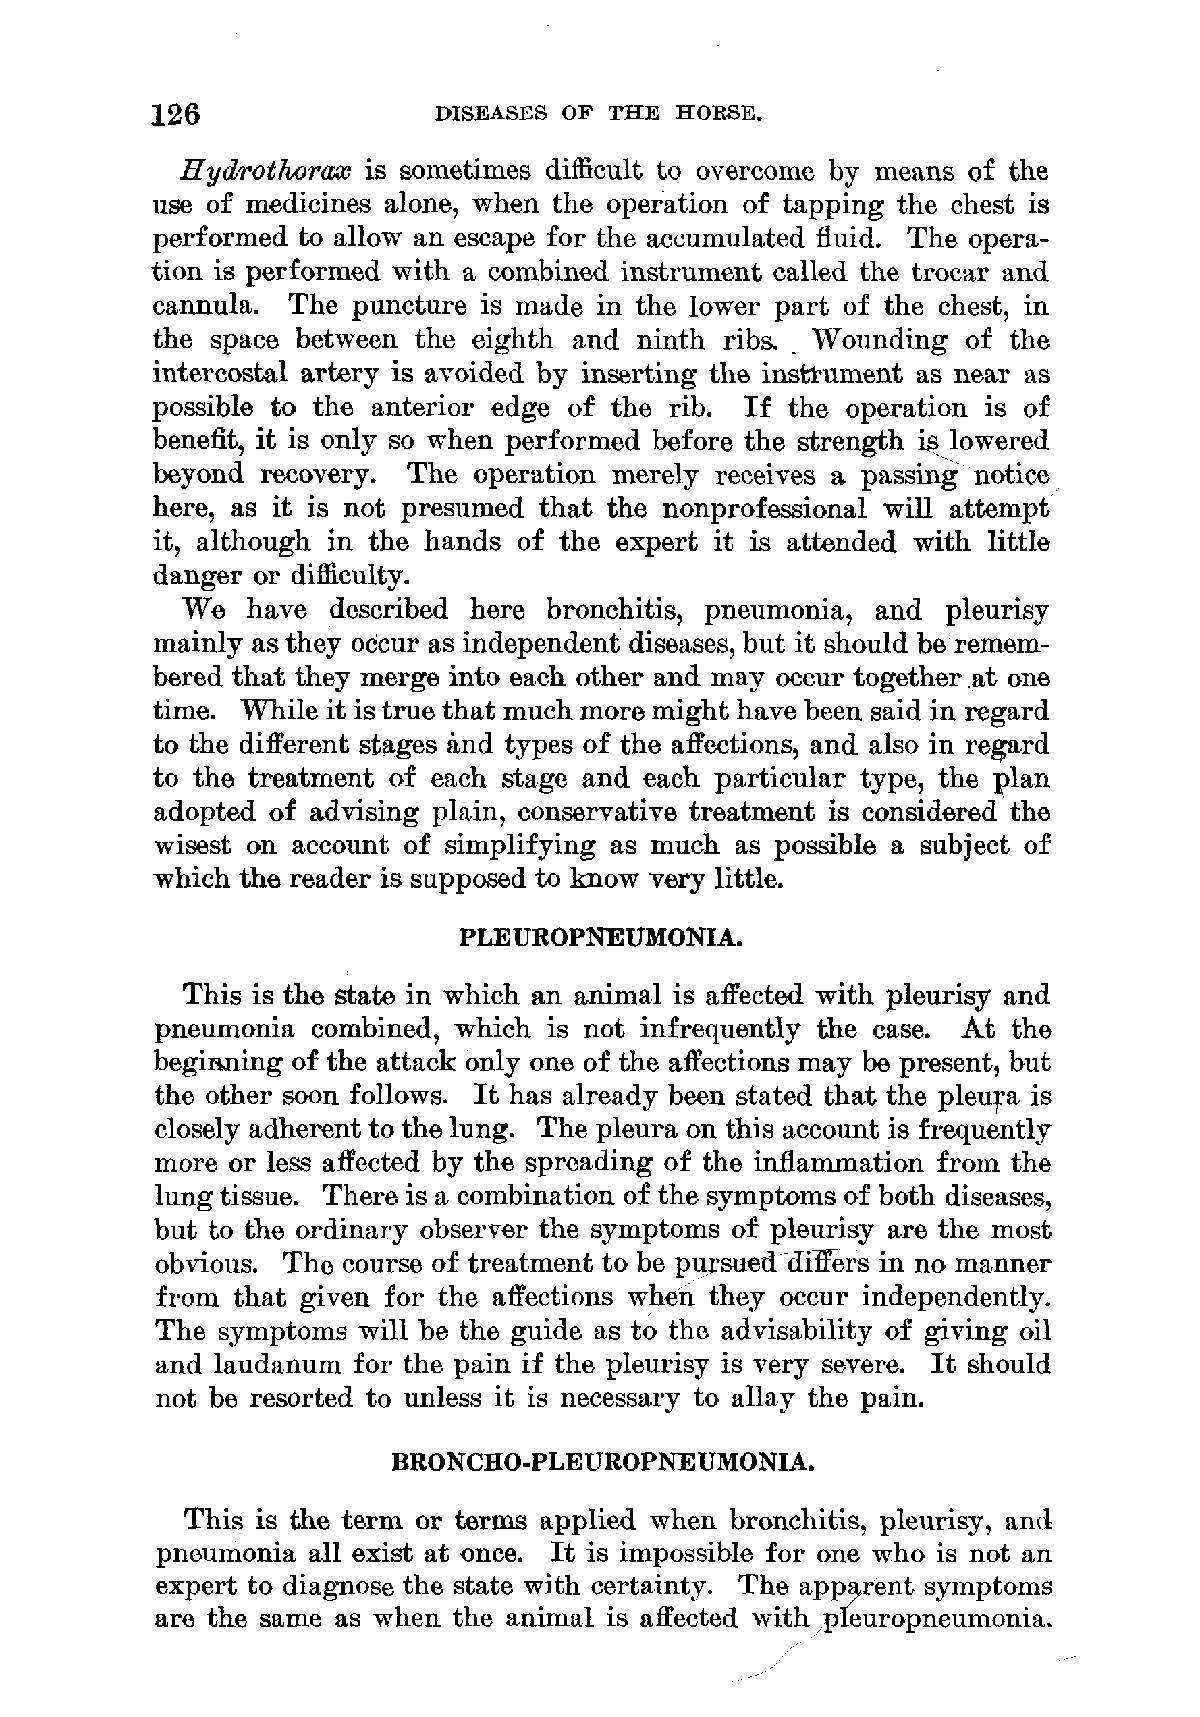 126 DISEASES OF THE HORSE.
Hydrothorax is sometimes difficult to overcome by means of the
use of medicines alone, when the operation of tapping the chest is
performed to allow an escape for the accumulated fluid. The opera-
tion is performed with a combined instrument called the trocar and
cannula. The puncture is made in the lower part of the chest, in
the space between the eighth and ninth ribs. Wounding of the
intercostal artery is avoided by inserting the instrument as near as
possible to the anterior edge of the rib. If the operation is of
benefit, it is only so when performed before the strength is lowered
beyond recovery. The operation merely receives a passing notice
here, as it is not presumed that the nonprofessional will attempt
it, although in the hands of the expert it is attended with little
danger or difficulty.
We have described here bronchitis, pneumonia, and pleurisy
mainly as they occur as independent diseases, but it should be remem-
bered that they merge into each other and may occur together at one
time. While it is true that much more might have been said in regard
to the different stages and types of the affections, and also in regard
to the treatment of each stage and each particular type, the plan
adopted of advising plain, conservative treatment is considered the
wisest on account of simplifying as much as possible a subject of
which the reader is supposed to know very little.
PLEUROPNEUMONIA.
This is the state in which an animal is affected with pleurisy and
pneumonia combined, which is not infrequently the case. At the
beginning of the attack only one of the affections may be present, but
the other soon follows. It has already been stated that the pleura is
closely adherent to the lung. The pleura on this account is frequently
more or less affected by the spreading of the inflammation from the
lung tissue. There is a combination of the symptoms of both diseases,
but to the ordinary observer the symptoms of pleurisy are the most
obvious. The course of treatment to be pursued differs in no manner
from that given for the affections when they occur independently.
The symptoms will be the guide as to the advisability of giving oil
and laudanum for the pain if the pleurisy is very severe. It should
not be resorted to unless it is necessary to allay the pain.
BRONCHO-PLEUROPNEUMONIA.
This is the term or terms applied when bronchitis, pleurisy, and
pneumonia all exist at once. It is impossible for one who is not an
expert to diagnose the state with certainty. The apparent symptoms
are the same as when the animal is affected with pleuropneumonia.